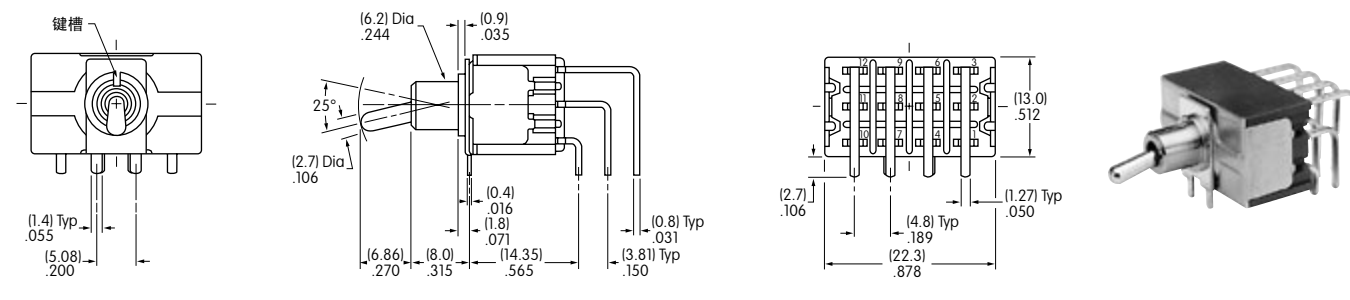 键槽
(1.4) Typ
.055
(5.08)
.200
(6.2) Dia
.244
(0.9)
.035
25°
(2.7) Dia
.106
(0.4)
.016
(1.8)
.071
(6.86)
.270
(8.0)
.315
(14.35)
.565
(0.8) Typ
.031
(3.81) Typ
.150
12 9 6 3
11 8 5 2
10 7 4 1
(13.0)
.512
(2.7)
.106
(1.27) Typ
.050
(4.8) Typ
.189
(22.3)
.878